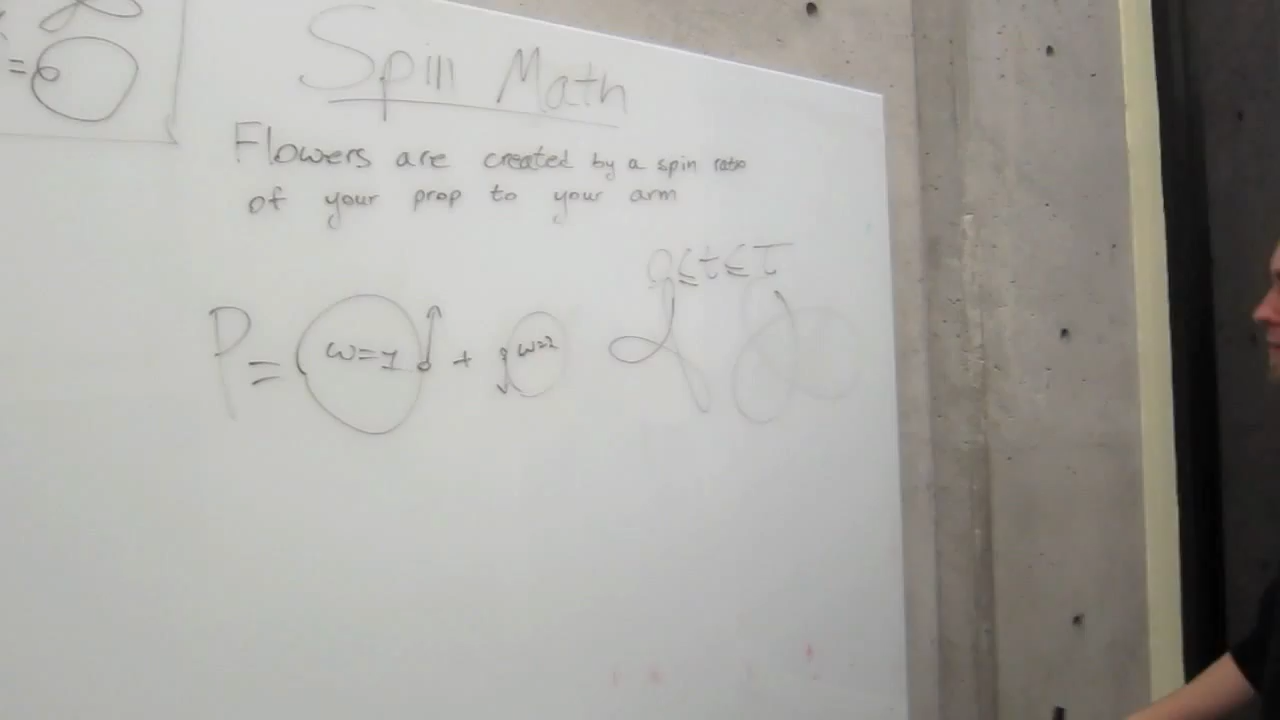 =
Spin Math
Flowers are created by a spin ratio
of your prop to your arm
0≤t≤τ
P = ω=1 + ω=2